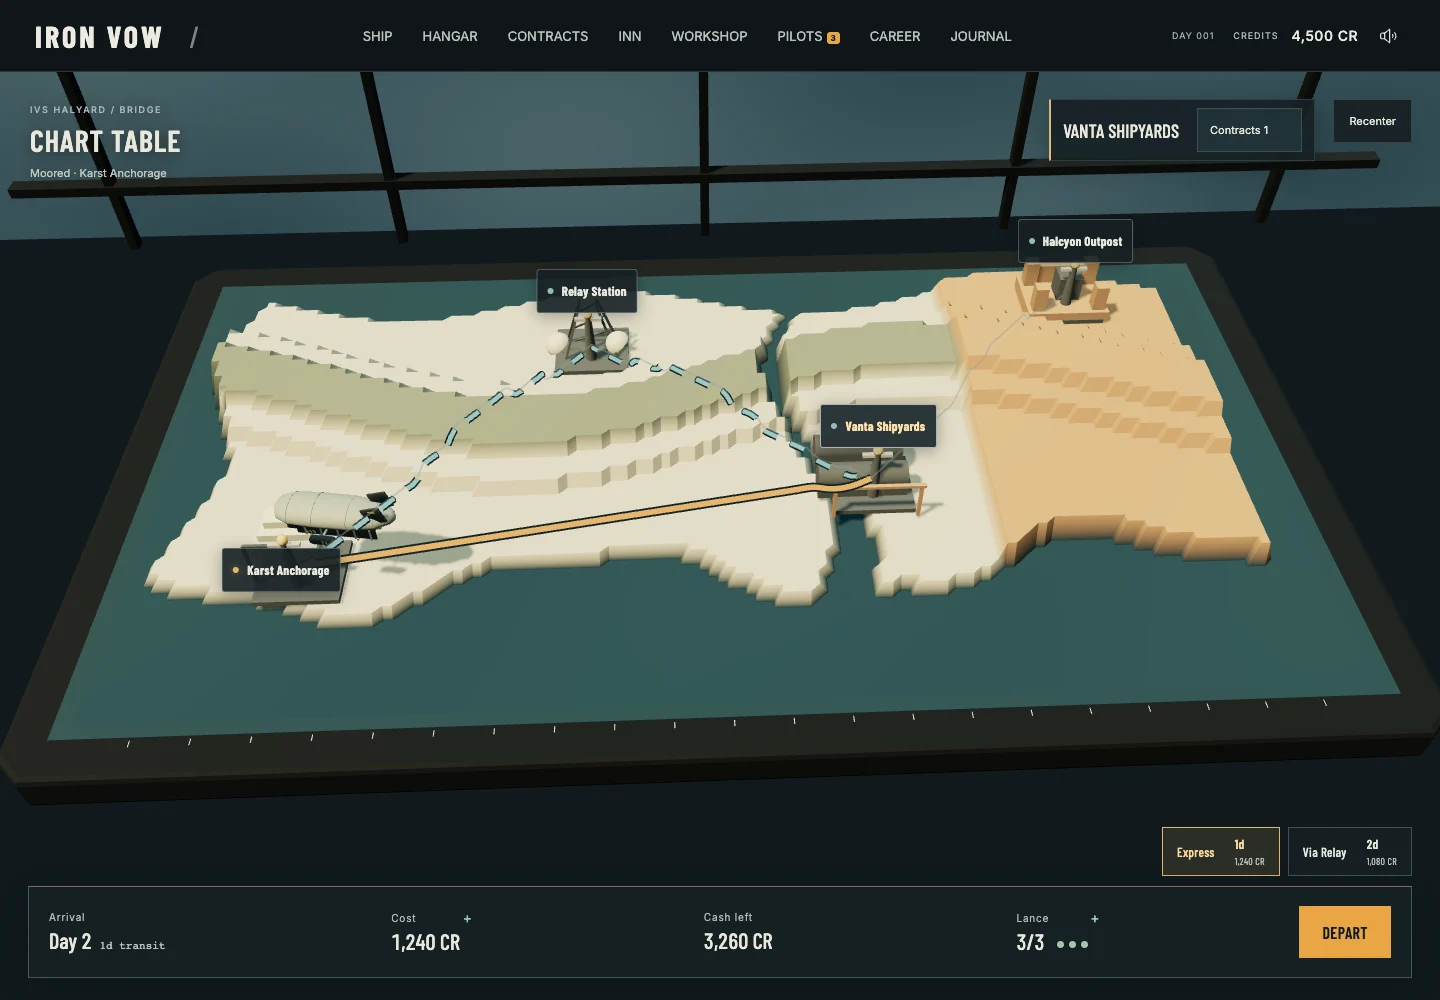 IRON VOW /
SHIP HANGAR CONTRACTS INN WORKSHOP PILOTS 3 CAREER JOURNAL
DAY 001 CREDITS 4,500 CR
IVS HALYARD / BRIDGE
CHART TABLE
Moored · Karst Anchorage
VANTA SHIPYARDS
Contracts 1
Recenter
Halcyon Outpost
Relay Station
Vanta Shipyards
Karst Anchorage
Express 1d
1,240 CR
Via Relay 2d
1,080 CR
Arrival
Day 2 1d transit
Cost +
1,240 CR
Cash left
3,260 CR
Lance +
3/3
DEPART